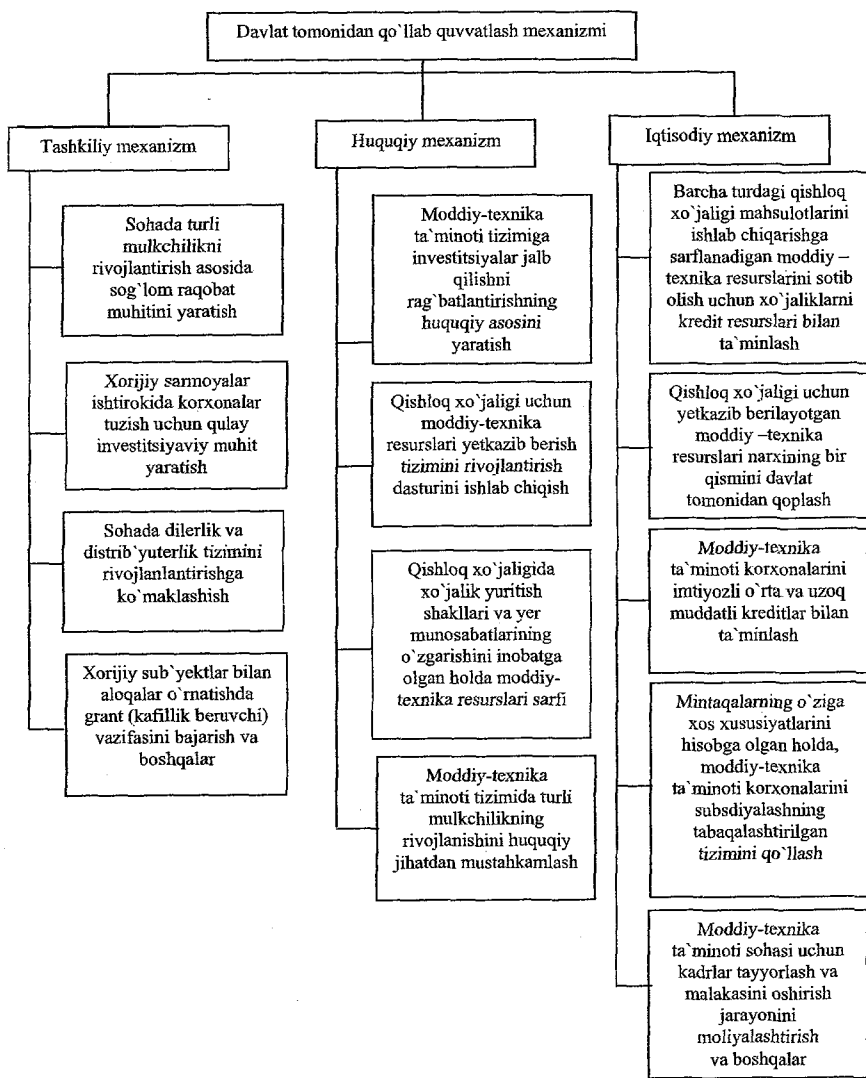 Davlat tomonidan qo`llab quvvatlash mexanizmi
Tashkiliy mexanizm
Sohada turli
mulkchilikni
rivojlantirish asosida
sog`lom raqobat
muhitini yaratish
Xorijiy sarmoyalar
ishtirokida korxonalar
tuzish uchun qulay
investitsiyaviy muhit
yaratish
Sohada dilerlik va
distrib`yuterlik tizimini
rivojlanlantirishga
ko`maklashish
Xorijiy sub`yektlar bilan
aloqalar o`rnatishda
grant (kafillik beruvchi)
vazifasini bajarish va
boshqalar
Huquqiy mexanizm
Moddiy-texnika
ta`minoti tizimiga
investitsiyalar jalb
qilishni
rag`batlantirishning
huquqiy asosini
yaratish
Qishloq xo`jaligi uchun
moddiy-texnika
resurslari yetkazib berish
tizimini rivojlantirish
dasturini ishlab chiqish
Qishloq xo`jaligida
xo`jalik yuritish
shakllari va yer
munosabatlarining
o`zgarishini inobatga
olgan holda moddiy-
texnika resurslari sarfi
Moddiy-texnika
ta`minoti tizimida turli
mulkchilikning
rivojlanishini huquqiy
jihatdan mustahkamlash
Iqtisodiy mexanizm
Barcha turdagi qishloq
xo`jaligi mahsulotlarini
ishlab chiqarishga
sarflanadigan moddiy –
texnika resurslarini sotib
olish uchun xo`jaliklarni
kredit resurslari bilan
ta`minlash
Qishloq xo`jaligi uchun
yetkazib berilayotgan
moddiy –texnika
resurslari narxining bir
qismini davlat
tomonidan qoplash
Moddiy-texnika
ta`minoti korxonalarini
imtiyozli o`rta va uzoq
muddatli kreditlar bilan
ta`minlash
Mintaqalarning o`ziga
xos xususiyatlarini
hisobga olgan holda,
moddiy-texnika
ta`minoti korxonalarini
subsdiyalashning
tabaqalashtirilgan
tizimini qo`llash
Moddiy-texnika
ta`minoti sohasi uchun
kadrlar tayyorlash va
malakasini oshirish
jarayonini
moliyalashtirish
va boshqalar